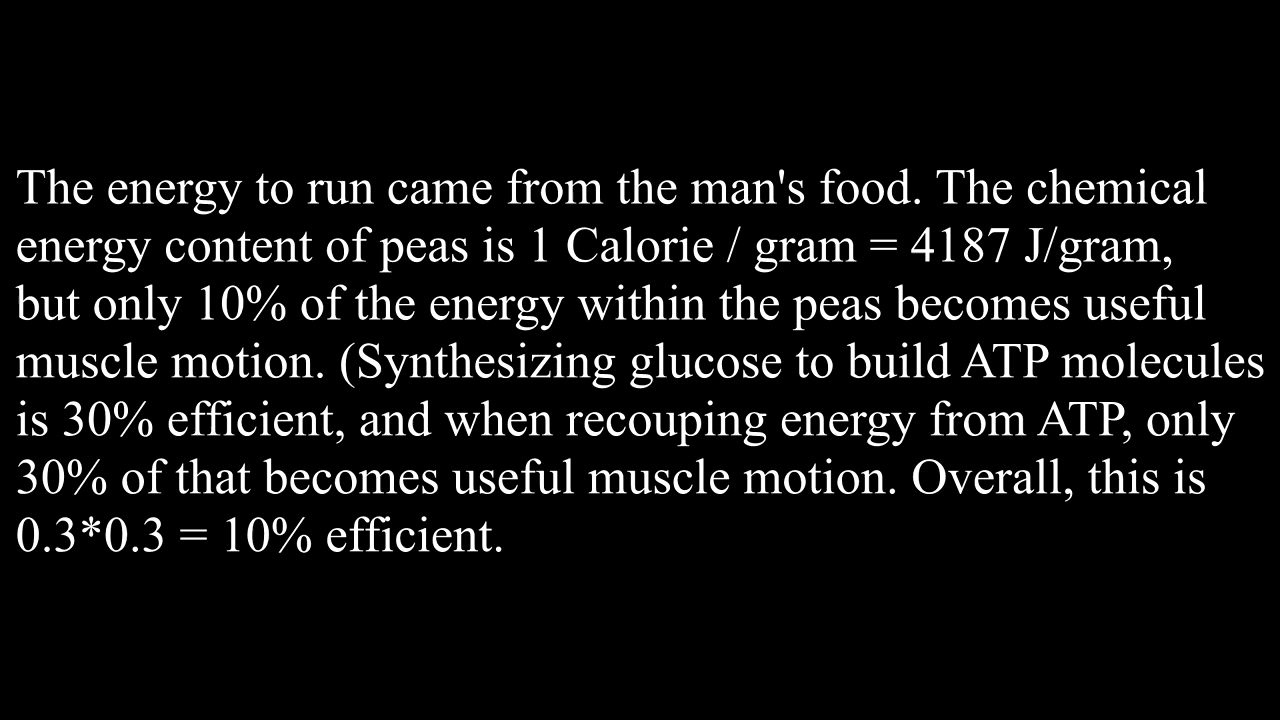 The energy to run came from the man's food. The chemical
energy content of peas is 1 Calorie / gram = 4187 J/gram,
but only 10% of the energy within the peas becomes useful
muscle motion. (Synthesizing glucose to build ATP molecules
is 30% efficient, and when recouping energy from ATP, only
30% of that becomes useful muscle motion. Overall, this is
0.3*0.3 = 10% efficient.